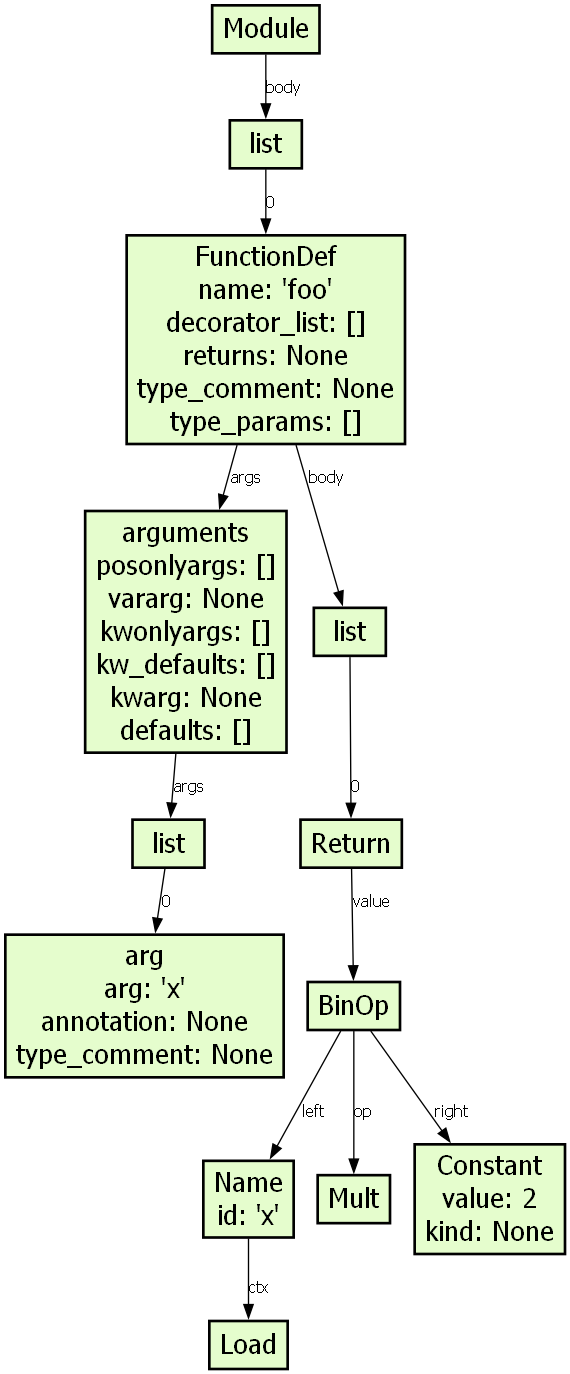 Module
body
list
0
FunctionDef
name: 'foo'
decorator_list: []
returns: None
type_comment: None
type_params: []
args
body
arguments
posonlyargs: []
vararg: None
kwonlyargs: []
kw_defaults: []
kwarg: None
defaults: []
list
args
0
list
Return
0
value
arg
arg: 'x'
annotation: None
type_comment: None
BinOp
left
op
right
Name
id: 'x'
Mult
Constant
value: 2
kind: None
ctx
Load